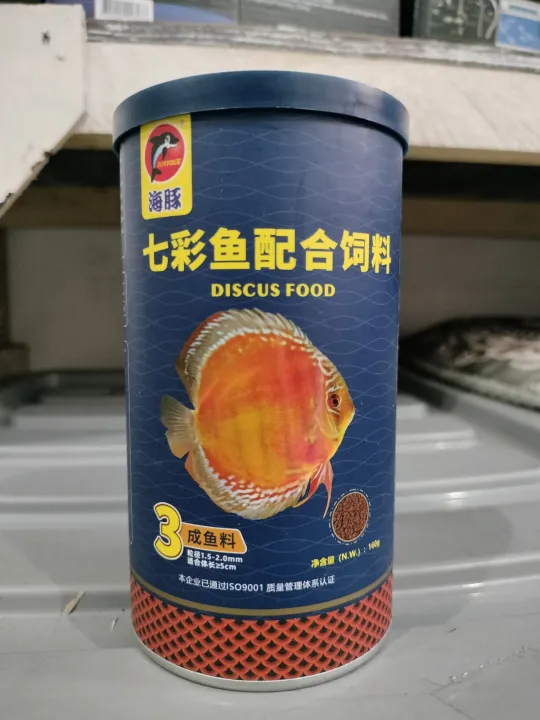 PORPOISE
海豚
七彩鱼配合饲料
DISCUS FOOD
3 成鱼料
粒径1.5-2.0mm
适合体长≥5cm
净含量 (N.W.) : 160g
本企业已通过ISO9001 质量管理体系认证